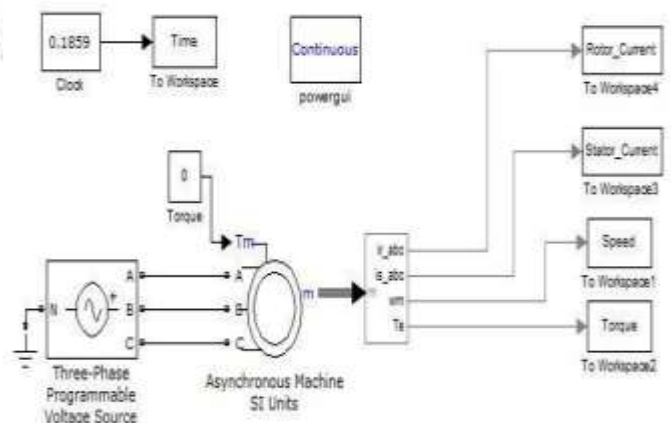 0.1859
Clock
Time
To Workspace
Continuous
powergui
Rotor_Current
To Workspace4
Stator_Current
To Workspace3
0
Torque
Tm
A
B
C
m
ir_abc
is_abc
wm
Te
Speed
To Workspace1
Torque
To Workspace2
N
+
A
B
C
Three-Phase
Programmable
Voltage Source
Asynchronous Machine
SI Units